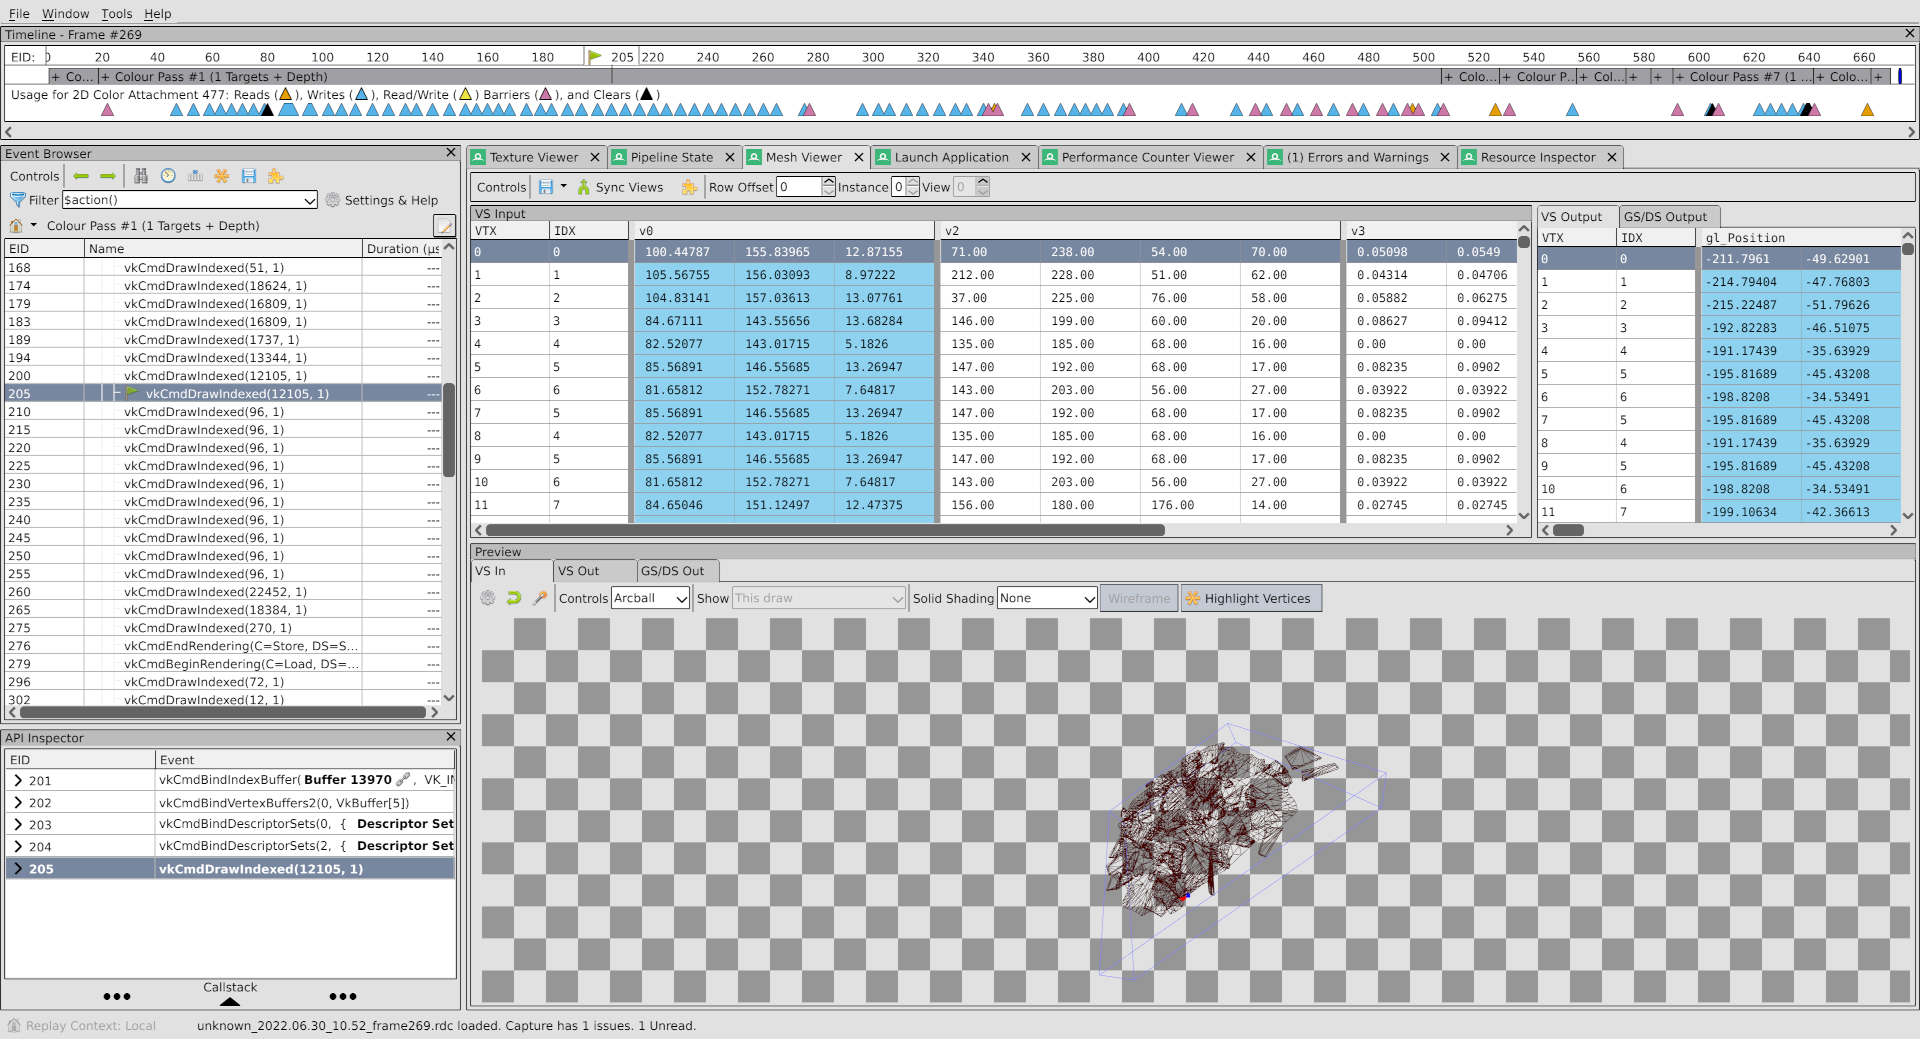 File Window Tools Help
Timeline - Frame #269
EID: 0 20 40 60 80 100 120 140 160 180 205 220 240 260 280 300 320 340 360 380 400 420 440 460 480 500 520 540 560 580 600 620 640 660
+ Co... + Colour Pass #1 (1 Targets + Depth) + Colo... + Colour P... + Col... + + + Colour Pass #7 (1 ... + Colo... +
Usage for 2D Color Attachment 477: Reads ( ), Writes ( ), Read/Write ( ) Barriers ( ), and Clears ( )
Event Browser
Controls
Filter $action() Settings & Help
Colour Pass #1 (1 Targets + Depth)
EID Name Duration (µs
168 vkCmdDrawIndexed(51, 1) ---
174 vkCmdDrawIndexed(18624, 1) ---
179 vkCmdDrawIndexed(16809, 1) ---
183 vkCmdDrawIndexed(16809, 1) ---
189 vkCmdDrawIndexed(1737, 1) ---
194 vkCmdDrawIndexed(13344, 1) ---
200 vkCmdDrawIndexed(12105, 1) ---
205 vkCmdDrawIndexed(12105, 1) ---
210 vkCmdDrawIndexed(96, 1) ---
215 vkCmdDrawIndexed(96, 1) ---
220 vkCmdDrawIndexed(96, 1) ---
225 vkCmdDrawIndexed(96, 1) ---
230 vkCmdDrawIndexed(96, 1) ---
235 vkCmdDrawIndexed(96, 1) ---
240 vkCmdDrawIndexed(96, 1) ---
245 vkCmdDrawIndexed(96, 1) ---
250 vkCmdDrawIndexed(96, 1) ---
255 vkCmdDrawIndexed(96, 1) ---
260 vkCmdDrawIndexed(22452, 1) ---
265 vkCmdDrawIndexed(18384, 1) ---
275 vkCmdDrawIndexed(270, 1) ---
276 vkCmdEndRendering(C=Store, DS=S... ---
279 vkCmdBeginRendering(C=Load, DS=... ---
296 vkCmdDrawIndexed(72, 1) ---
302 vkCmdDrawIndexed(12, 1) ---
API Inspector
EID Event
201 vkCmdBindIndexBuffer( Buffer 13970 , VK_IN
202 vkCmdBindVertexBuffers2(0, VkBuffer[5])
203 vkCmdBindDescriptorSets(0, { Descriptor Set
204 vkCmdBindDescriptorSets(2, { Descriptor Set
205 vkCmdDrawIndexed(12105, 1)
Callstack
Texture Viewer Pipeline State Mesh Viewer Launch Application Performance Counter Viewer (1) Errors and Warnings Resource Inspector
Controls Sync Views Row Offset 0 Instance 0 View 0
VS Input
VTX IDX v0 v2 v3
0 0 100.44787 155.83965 12.87155 71.00 238.00 54.00 70.00 0.05098 0.0549
1 1 105.56755 156.03093 8.97222 212.00 228.00 51.00 62.00 0.04314 0.04706
2 2 104.83141 157.03613 13.07761 37.00 225.00 76.00 58.00 0.05882 0.06275
3 3 84.67111 143.55656 13.68284 146.00 199.00 60.00 20.00 0.08627 0.09412
4 4 82.52077 143.01715 5.1826 135.00 185.00 68.00 16.00 0.00 0.00
5 5 85.56891 146.55685 13.26947 147.00 192.00 68.00 17.00 0.08235 0.0902
6 6 81.65812 152.78271 7.64817 143.00 203.00 56.00 27.00 0.03922 0.03922
7 5 85.56891 146.55685 13.26947 147.00 192.00 68.00 17.00 0.08235 0.0902
8 4 82.52077 143.01715 5.1826 135.00 185.00 68.00 16.00 0.00 0.00
9 5 85.56891 146.55685 13.26947 147.00 192.00 68.00 17.00 0.08235 0.0902
10 6 81.65812 152.78271 7.64817 143.00 203.00 56.00 27.00 0.03922 0.03922
11 7 84.65046 151.12497 12.47375 156.00 180.00 176.00 14.00 0.02745 0.02745
VS Output GS/DS Output
VTX IDX gl_Position
0 0 -211.7961 -49.62901
1 1 -214.79404 -47.76803
2 2 -215.22487 -51.79626
3 3 -192.82283 -46.51075
4 4 -191.17439 -35.63929
5 5 -195.81689 -45.43208
6 6 -198.8208 -34.53491
7 5 -195.81689 -45.43208
8 4 -191.17439 -35.63929
9 5 -195.81689 -45.43208
10 6 -198.8208 -34.53491
11 7 -199.10634 -42.36613
Preview
VS In VS Out GS/DS Out
Controls Arcball Show This draw Solid Shading None Wireframe Highlight Vertices
Replay Context: Local unknown_2022.06.30_10.52_frame269.rdc loaded. Capture has 1 issues. 1 Unread.